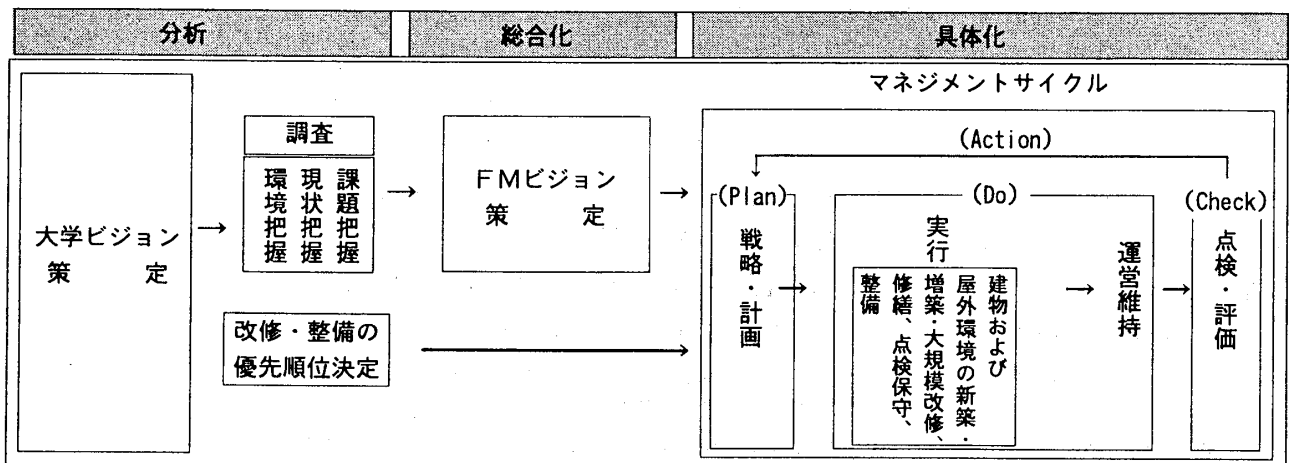 分析
総合化
具体化
大学ビジョン
策　　定
→
調査
課題把握
現状把握
環境把握
改修・整備の
優先順位決定
→
ＦＭビジョン
策　　定
→
マネジメントサイクル
(Action)
(Plan)
戦略・計画
→
(Do)
実行
建物および
屋外環境の新築・
増築・大規模改修、
修繕、点検保守、
整備
→
運営維持
→
(Check)
点検・評価